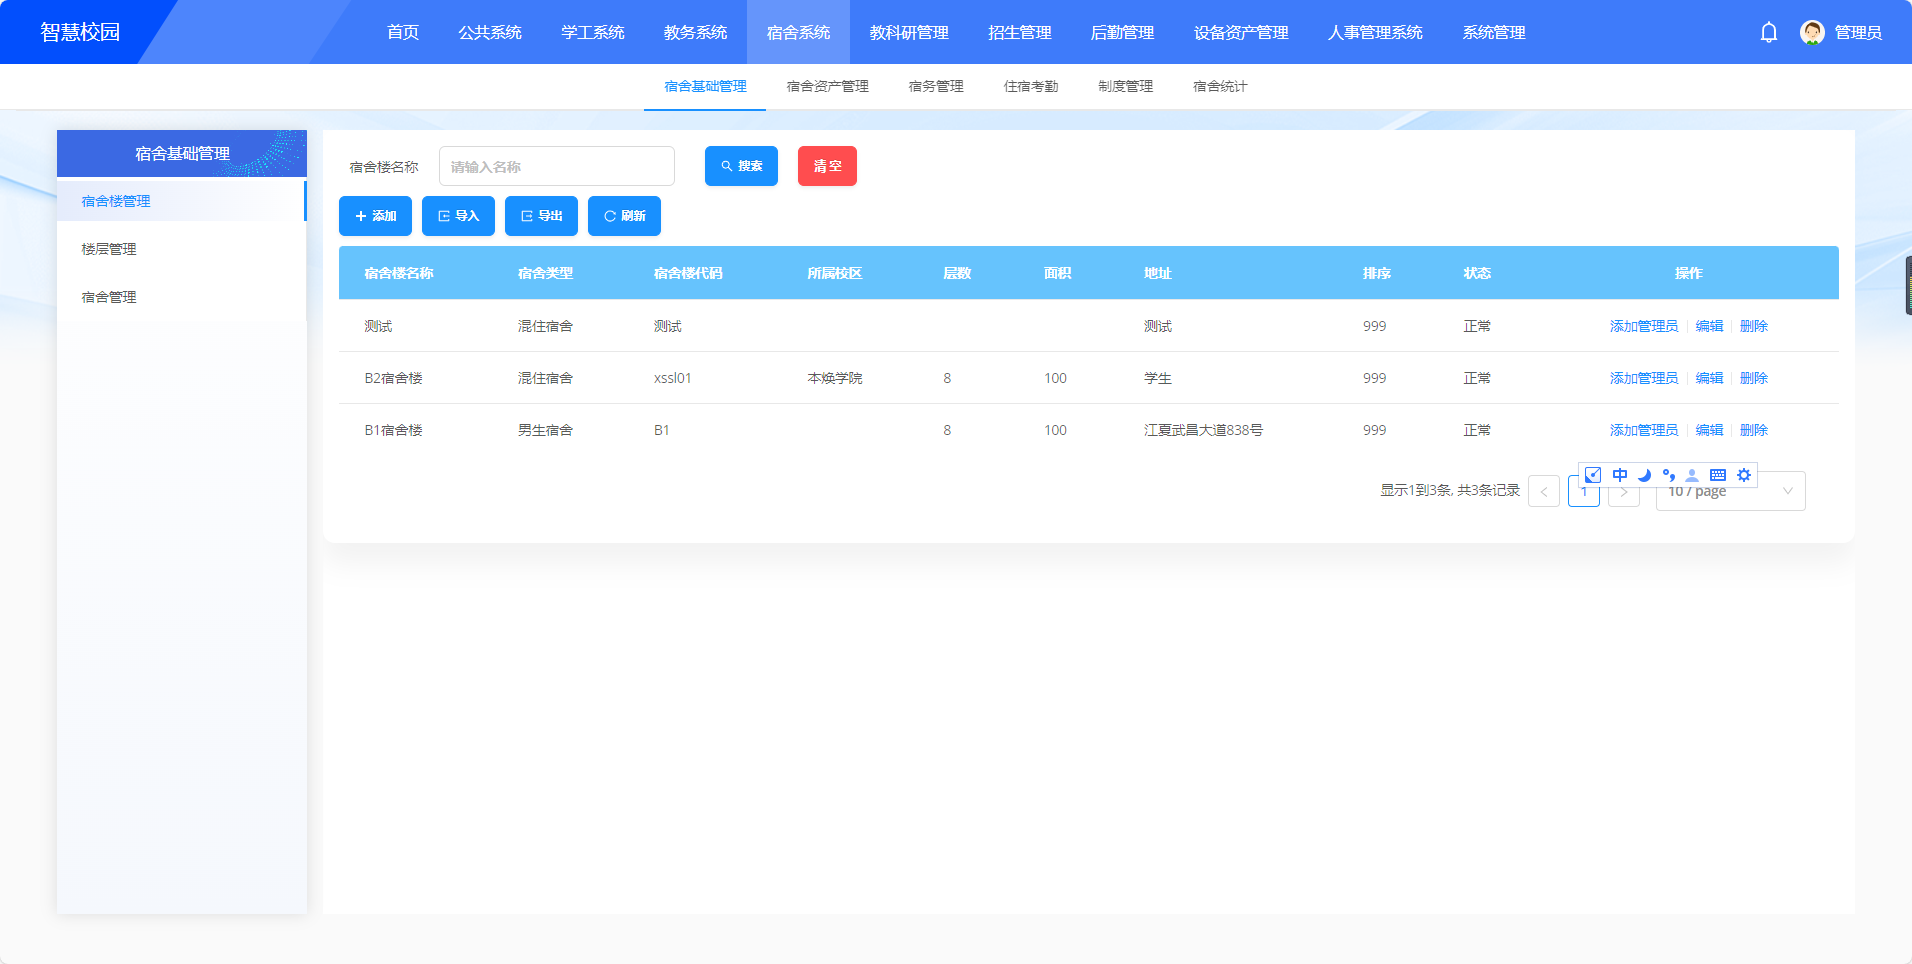 智慧校园 首页 公共系统 学工系统 教务系统 宿舍系统 教科研管理 招生管理 后勤管理 设备资产管理 人事管理系统 系统管理 管理员
宿舍基础管理 宿舍资产管理 宿务管理 住宿考勤 制度管理 宿舍统计
宿舍基础管理
宿舍楼管理
楼层管理
宿舍管理
宿舍楼名称 请输入名称 搜索 清空
添加 导入 导出 刷新
宿舍楼名称 宿舍类型 宿舍楼代码 所属校区 层数 面积 地址 排序 状态 操作
测试 混住宿舍 测试 测试 999 正常 添加管理员 编辑 删除
B2宿舍楼 混住宿舍 xssl01 本焕学院 8 100 学生 999 正常 添加管理员 编辑 删除
B1宿舍楼 男生宿舍 B1 8 100 江夏武昌大道838号 999 正常 添加管理员 编辑 删除
中
显示1到3条, 共3条记录 < 1 > 10 / page